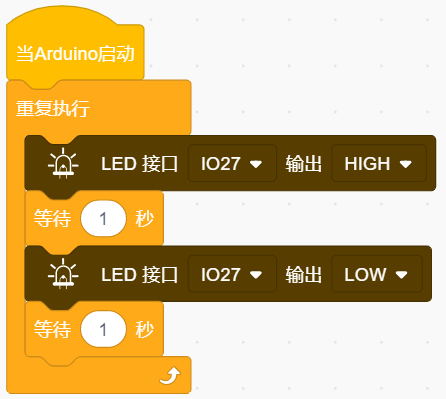 当Arduino启动
重复执行
LED 接口 IO27 输出 HIGH
等待 1 秒
LED 接口 IO27 输出 LOW
等待 1 秒